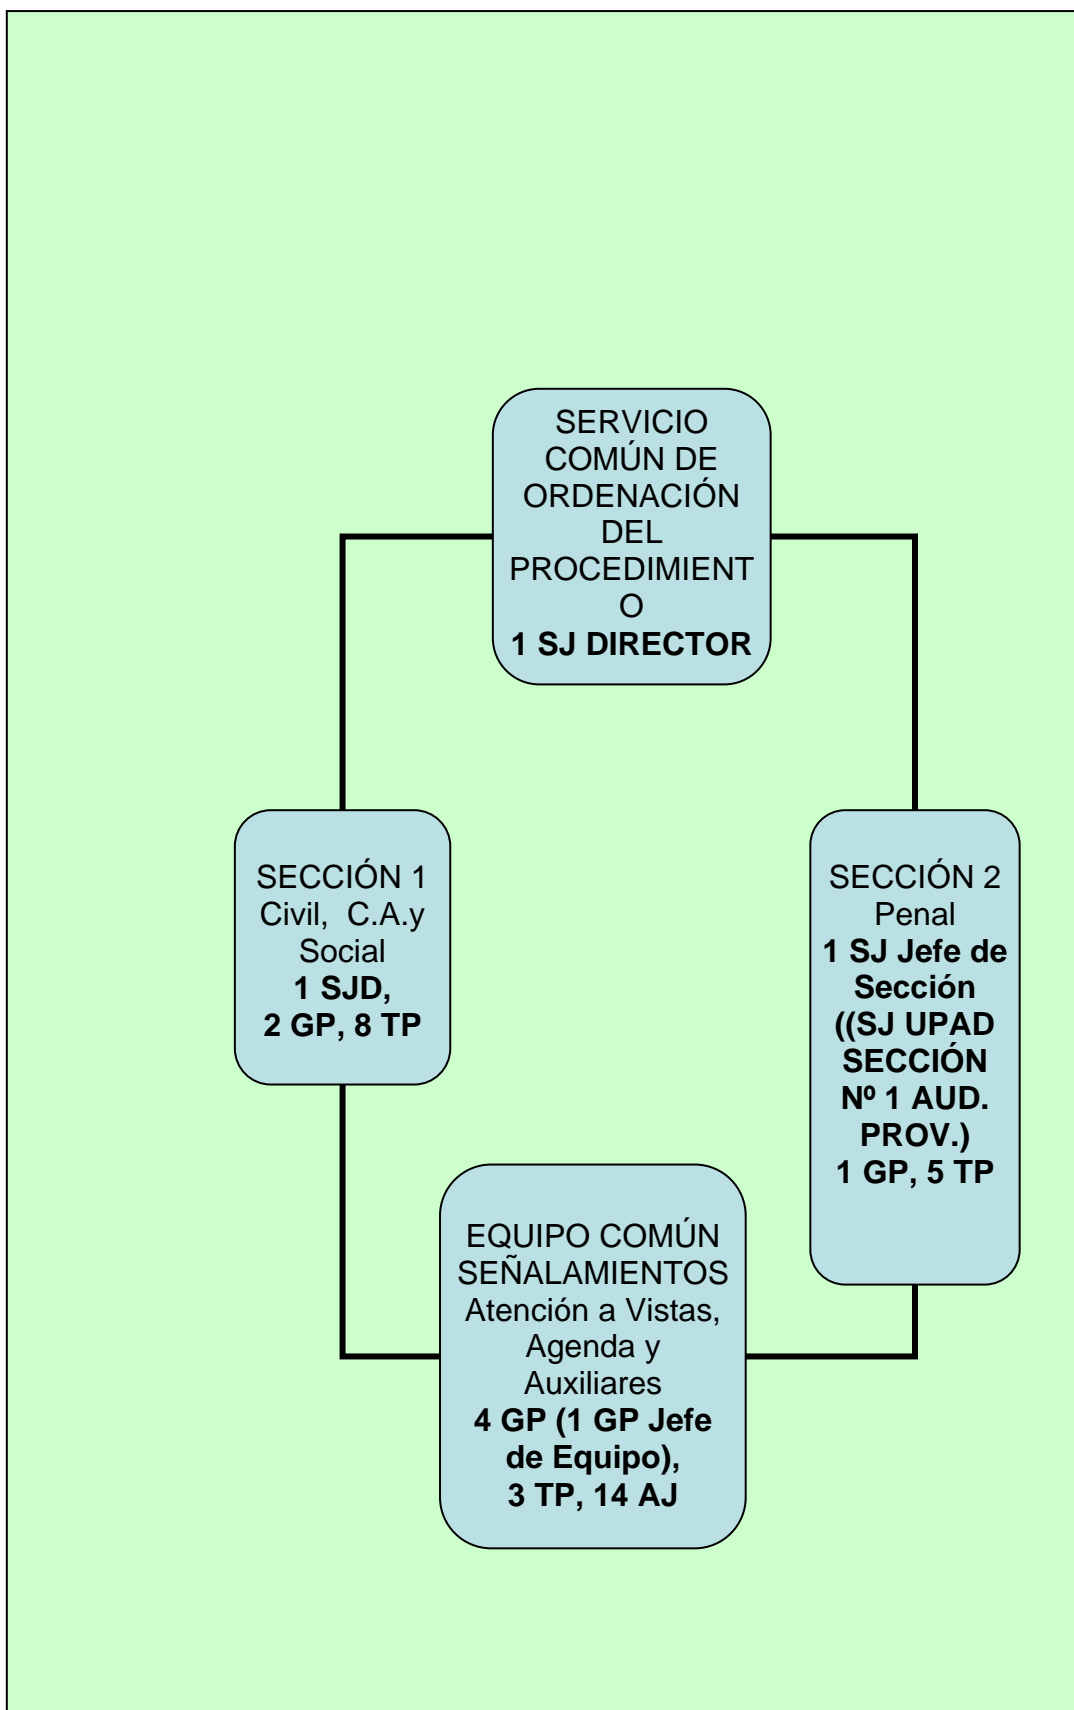 SERVICIO
COMÚN DE
ORDENACIÓN
DEL
PROCEDIMIENT
O
1 SJ DIRECTOR
SECCIÓN 1
Civil, C.A.y
Social
1 SJD,
2 GP, 8 TP
SECCIÓN 2
Penal
1 SJ Jefe de
Sección
((SJ UPAD
SECCIÓN
Nº 1 AUD.
PROV.)
1 GP, 5 TP
EQUIPO COMÚN
SEÑALAMIENTOS
Atención a Vistas,
Agenda y
Auxiliares
4 GP (1 GP Jefe
de Equipo),
3 TP, 14 AJ